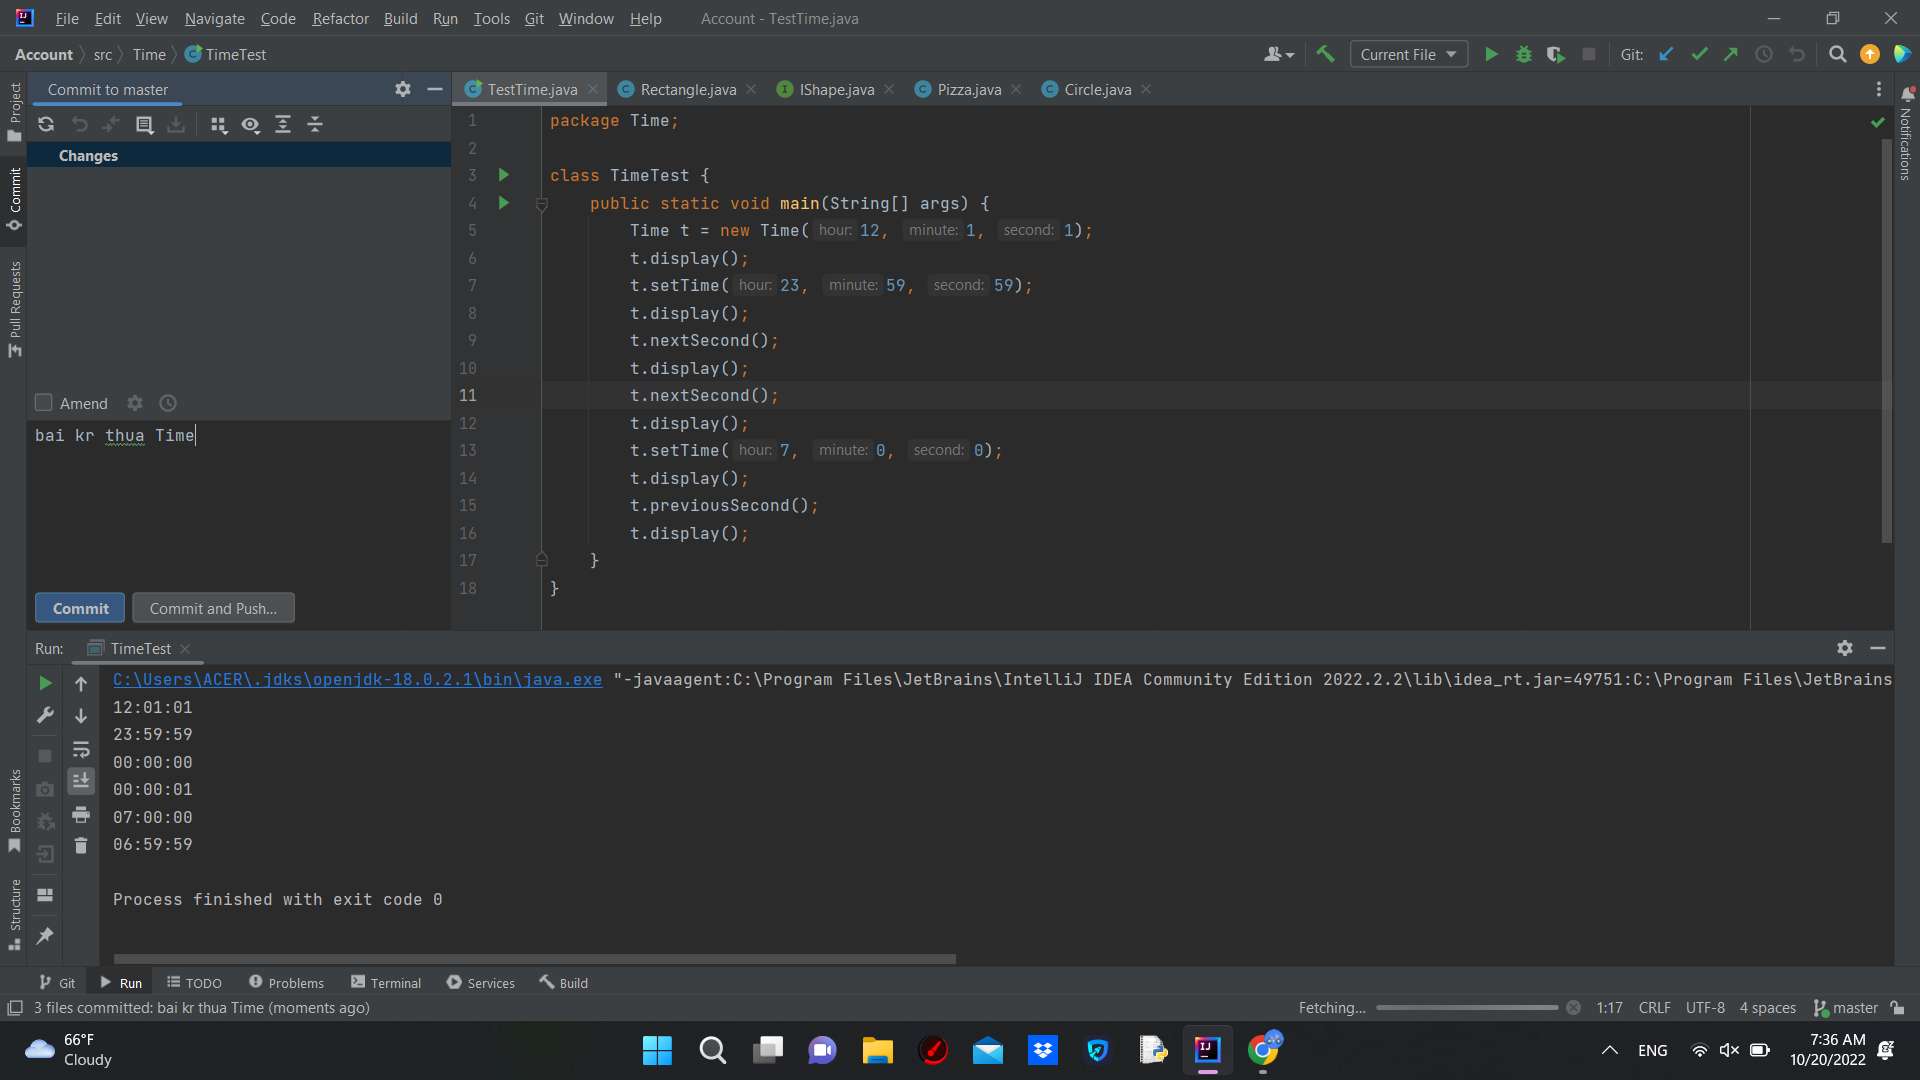 File Edit View Navigate Code Refactor Build Run Tools Git Window Help Account - TestTime.java
Account src Time TimeTest
Current File Git:
Project
Commit
Pull Requests
Bookmarks
Structure
Notifications
Commit to master
Changes
Amend
bai kr thua Time
Commit Commit and Push...
TestTime.java Rectangle.java IShape.java Pizza.java Circle.java
1 package Time;
2
3 class TimeTest {
4 public static void main(String[] args) {
5 Time t = new Time( hour: 12, minute: 1, second: 1);
6 t.display();
7 t.setTime( hour: 23, minute: 59, second: 59);
8 t.display();
9 t.nextSecond();
10 t.display();
11 t.nextSecond();
12 t.display();
13 t.setTime( hour: 7, minute: 0, second: 0);
14 t.display();
15 t.previousSecond();
16 t.display();
17 }
18 }
Run: TimeTest
C:\Users\ACER\.jdks\openjdk-18.0.2.1\bin\java.exe "-javaagent:C:\Program Files\JetBrains\IntelliJ IDEA Community Edition 2022.2.2\lib\idea_rt.jar=49751:C:\Program Files\JetBrains
12:01:01
23:59:59
00:00:00
00:00:01
07:00:00
06:59:59
Process finished with exit code 0
Git Run TODO Problems Terminal Services Build
3 files committed: bai kr thua Time (moments ago) Fetching... 1:17 CRLF UTF-8 4 spaces master
66°F
Cloudy
ENG
7:36 AM
10/20/2022